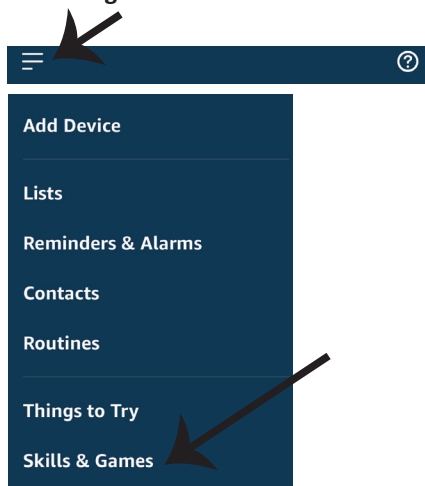 Add Device
Lists
Reminders & Alarms
Contacts
Routines
Things to Try
Skills & Games